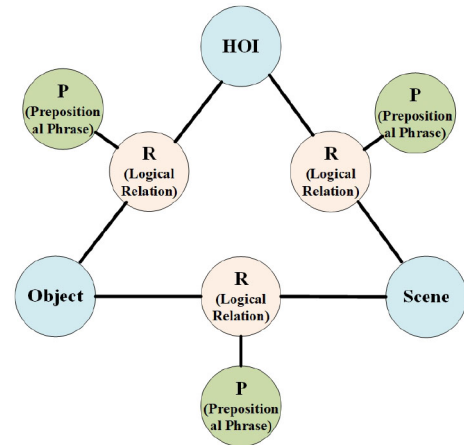 HOI
P
(Preposition
al Phrase)
P
(Preposition
al Phrase)
R
(Logical
Relation)
R
(Logical
Relation)
Object
R
(Logical
Relation)
Scene
P
(Preposition
al Phrase)